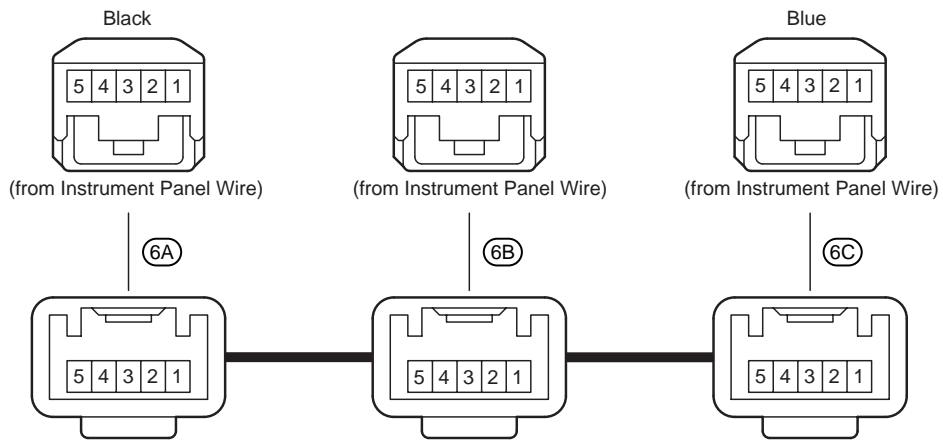 Black Blue
5 4 3 2 1 5 4 3 2 1 5 4 3 2 1
(from Instrument Panel Wire) (from Instrument Panel Wire) (from Instrument Panel Wire)
6A 6B 6C
5 4 3 2 1 5 4 3 2 1 5 4 3 2 1